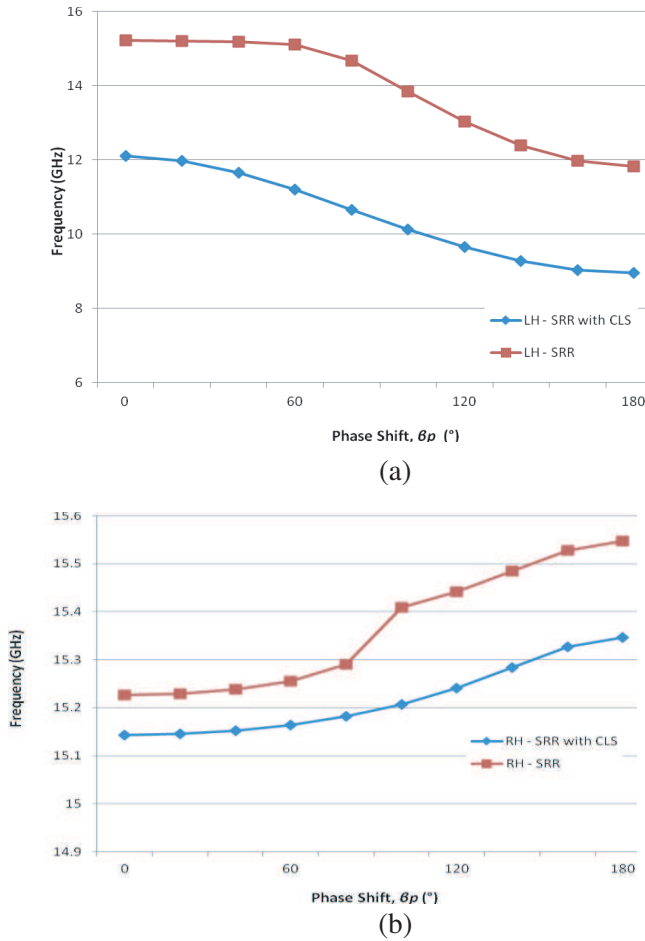 16
14
12
10
8
6
Frequency (GHz)
LH - SRR with CLS
LH - SRR
0 60 120 180
Phase Shift, βp (°)
(a)
15.6
15.5
15.4
15.3
15.2
15.1
15
14.9
Frequency (GHz)
RH - SRR with CLS
RH - SRR
0 60 120 180
Phase Shift, βp (°)
(b)